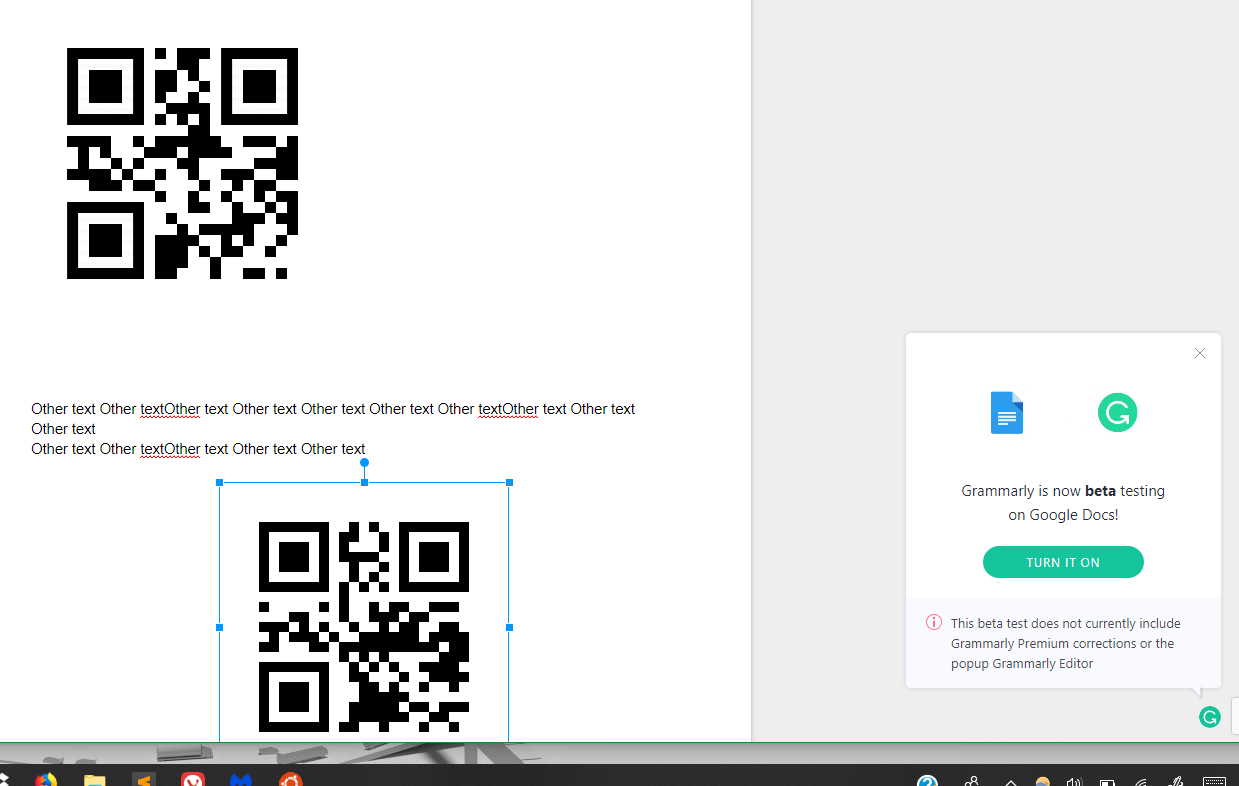 Other text Other textOther text Other text Other text Other text Other textOther text Other text
Other text
Other text Other textOther text Other text Other text
Grammarly is now beta testing
on Google Docs!
TURN IT ON
This beta test does not currently include
Grammarly Premium corrections or the
popup Grammarly Editor